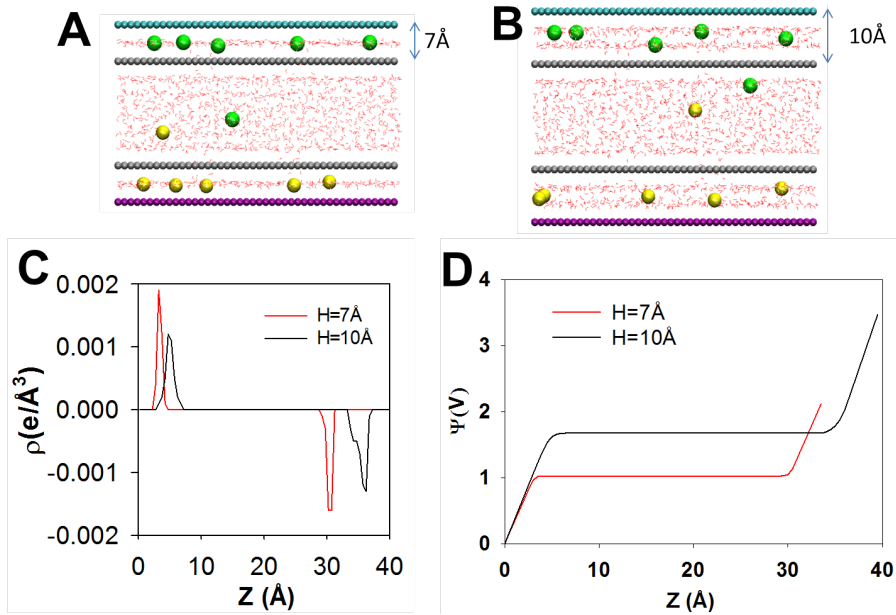 A
7Å
B
10Å
C
0.002
0.001
0.000
-0.001
-0.002
ρ(e/Å³)
H=7Å
H=10Å
0 10 20 30 40
Z (Å)
D
4
3
2
1
0
Ψ(V)
H=7Å
H=10Å
0 10 20 30 40
Z (Å)